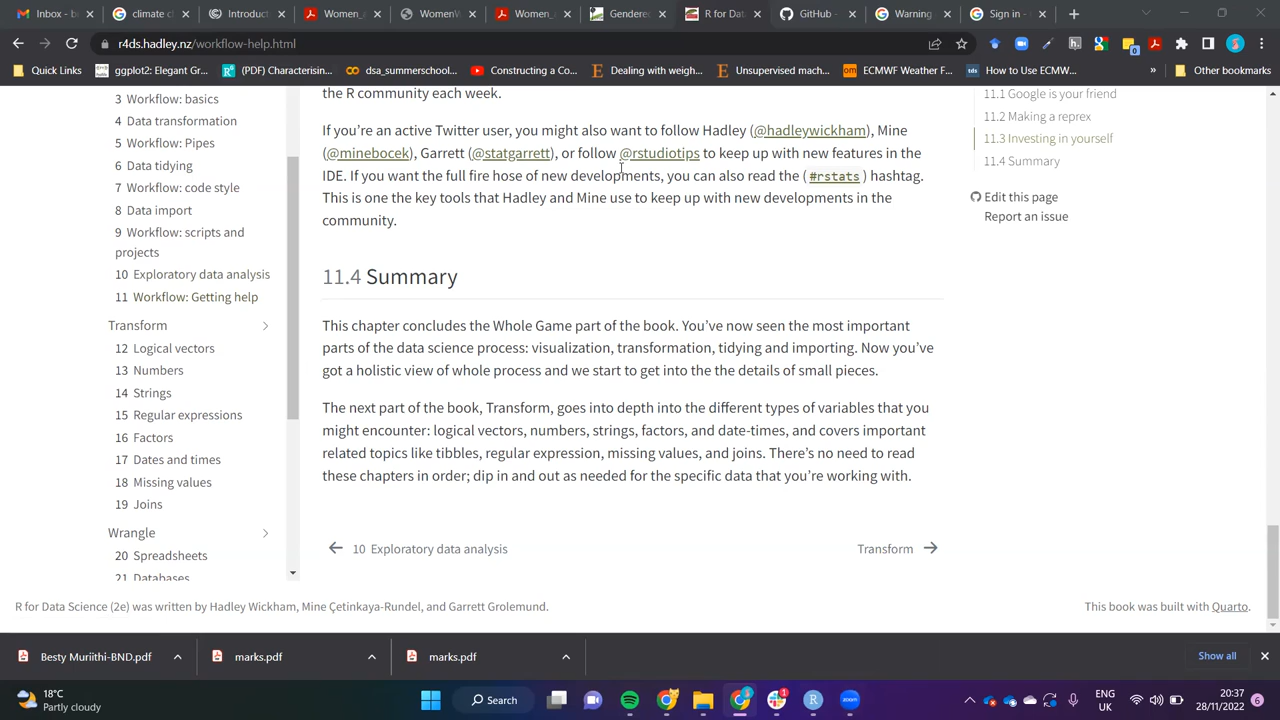 Inbox - b
climate cl
Introduct
Women_
Women's
Women:
Gendered
R for Dat
GitHub -
Warning
Sign in -
r4ds.hadley.nz/workflow-help.html
Quick Links
ggplot2: Elegant Gr...
(PDF) Characterisin...
dsa_summerschool...
Constructing a Co...
Dealing with weigh...
Unsupervised mach...
ECMWF Weather F...
How to Use ECMW...
»
Other bookmarks
3 Workflow: basics
4 Data transformation
5 Workflow: Pipes
6 Data tidying
7 Workflow: code style
8 Data import
9 Workflow: scripts and
projects
10 Exploratory data analysis
11 Workflow: Getting help
Transform
12 Logical vectors
13 Numbers
14 Strings
15 Regular expressions
16 Factors
17 Dates and times
18 Missing values
19 Joins
Wrangle
20 Spreadsheets
21 Databases
the R community each week.
If you're an active Twitter user, you might also want to follow Hadley (@hadleywickham), Mine
(@minebocek), Garrett (@statgarrett), or follow @rstudiotips to keep up with new features in the
IDE. If you want the full fire hose of new developments, you can also read the (#rstats) hashtag.
This is one the key tools that Hadley and Mine use to keep up with new developments in the
community.
11.4 Summary
This chapter concludes the Whole Game part of the book. You've now seen the most important
parts of the data science process: visualization, transformation, tidying and importing. Now you've
got a holistic view of whole process and we start to get into the the details of small pieces.
The next part of the book, Transform, goes into depth into the different types of variables that you
might encounter: logical vectors, numbers, strings, factors, and date-times, and covers important
related topics like tibbles, regular expression, missing values, and joins. There's no need to read
these chapters in order; dip in and out as needed for the specific data that you're working with.
← 10 Exploratory data analysis
Transform →
11.1 Google is your friend
11.2 Making a reprex
11.3 Investing in yourself
11.4 Summary
Edit this page
Report an issue
R for Data Science (2e) was written by Hadley Wickham, Mine Çetinkaya-Rundel, and Garrett Grolemund.
This book was built with Quarto.
Besty Muriithi-BND.pdf
marks.pdf
marks.pdf
Show all
18°C
Partly cloudy
Search
ENG
UK
20:37
28/11/2022